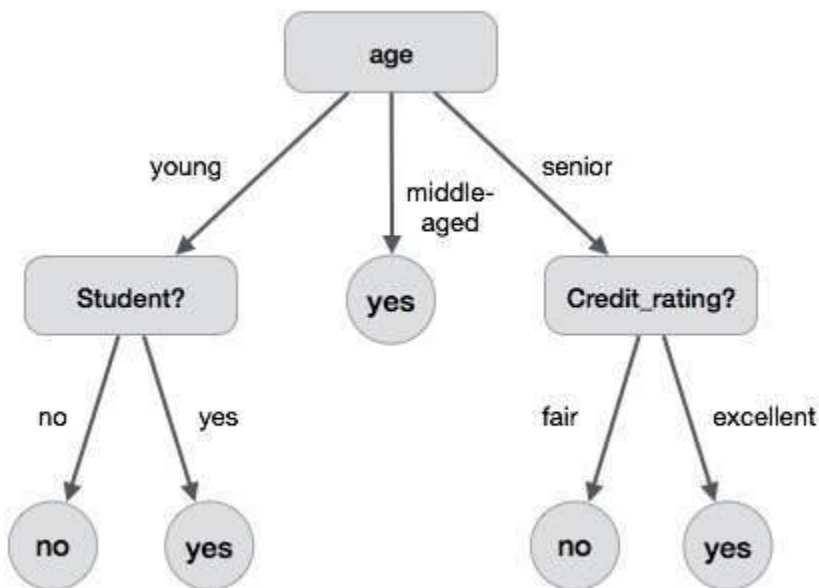 age
young
middle-
aged
senior
Student?
yes
Credit_rating?
no
yes
fair
excellent
no
yes
no
yes